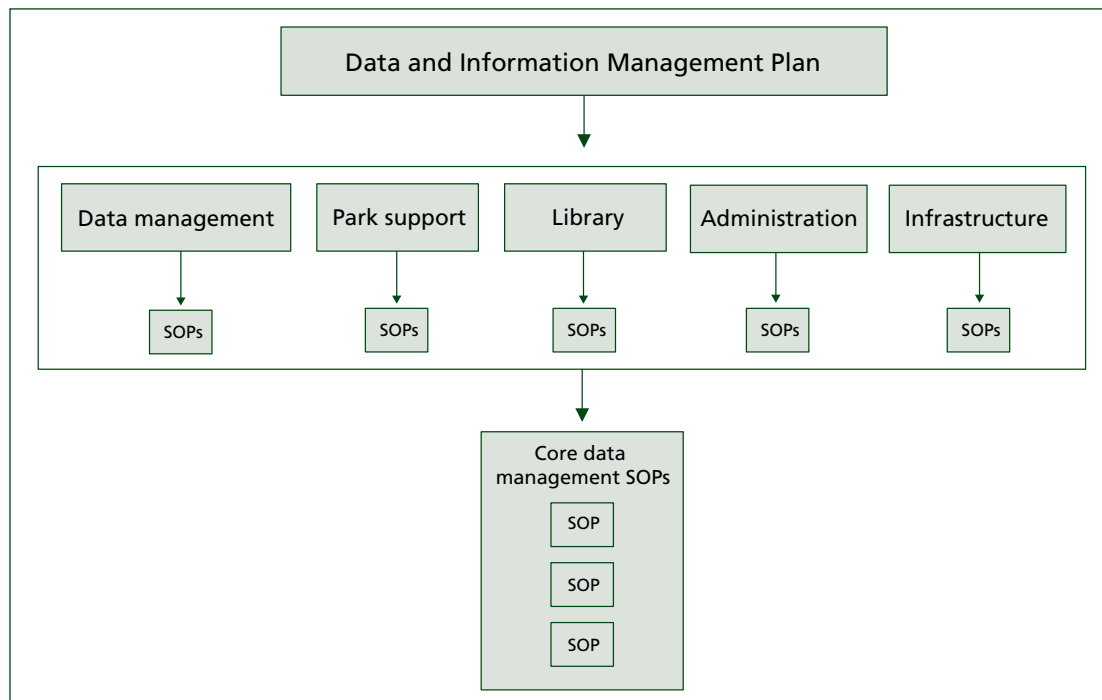 Data and Information Management Plan
Data management
Park support
Library
Administration
Infrastructure
SOPs
SOPs
SOPs
SOPs
SOPs
Core data
management SOPs
SOP
SOP
SOP